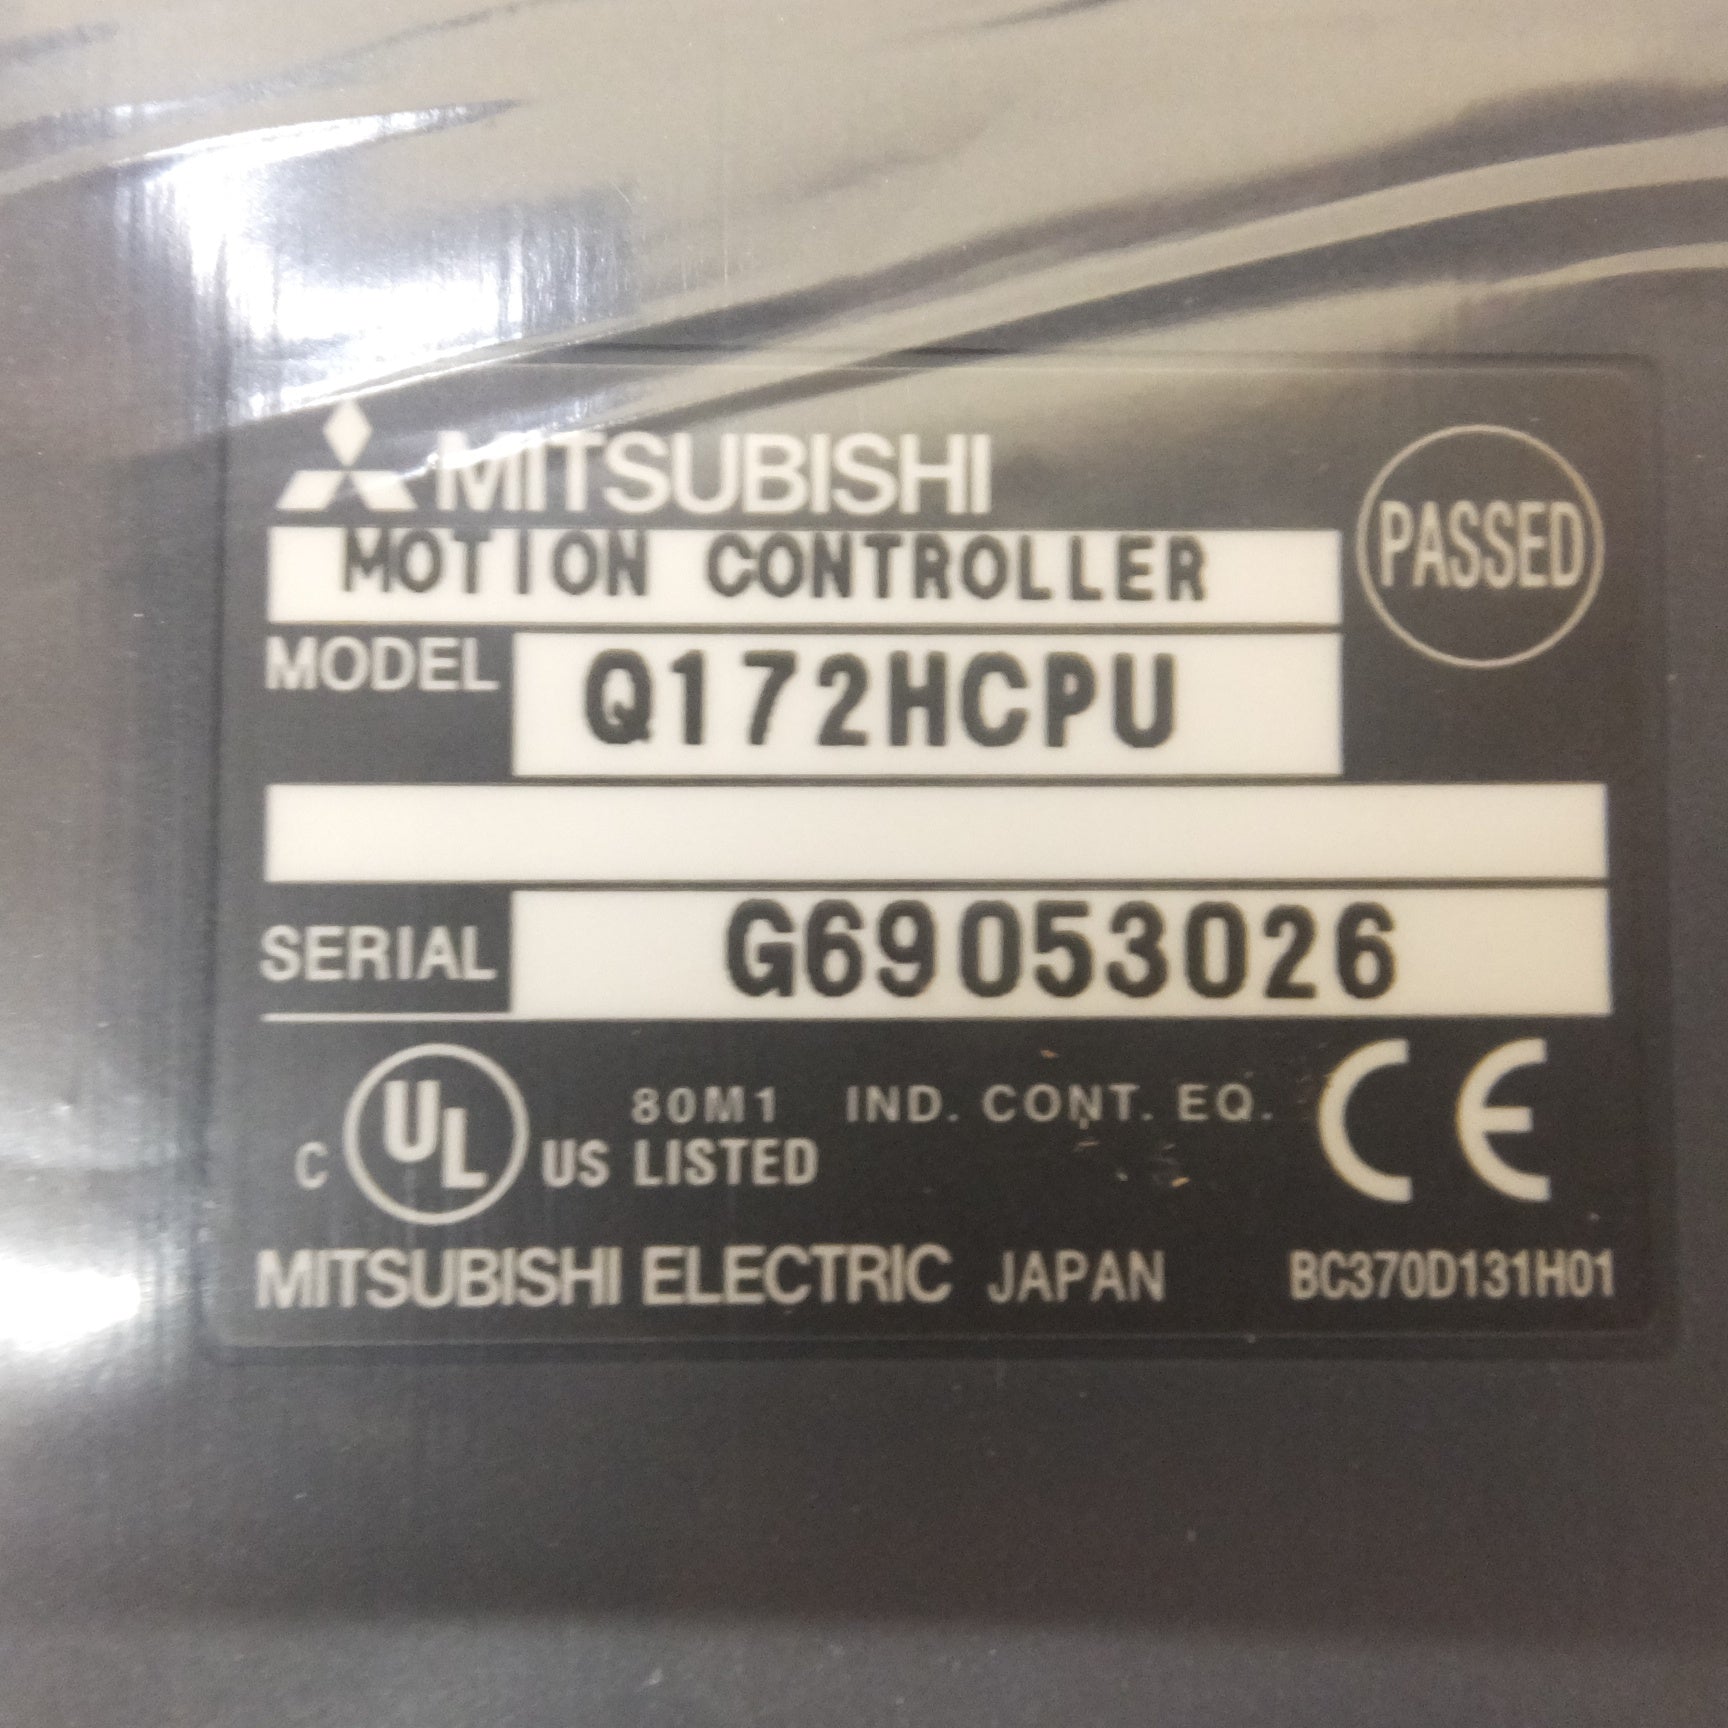 MITSUBISHI
MOTION CONTROLLER
PASSED
MODEL Q172HCPU
SERIAL G69053026
C UL US LISTED 80M1 IND. CONT. EQ. CE
MITSUBISHI ELECTRIC JAPAN BC370D131H01